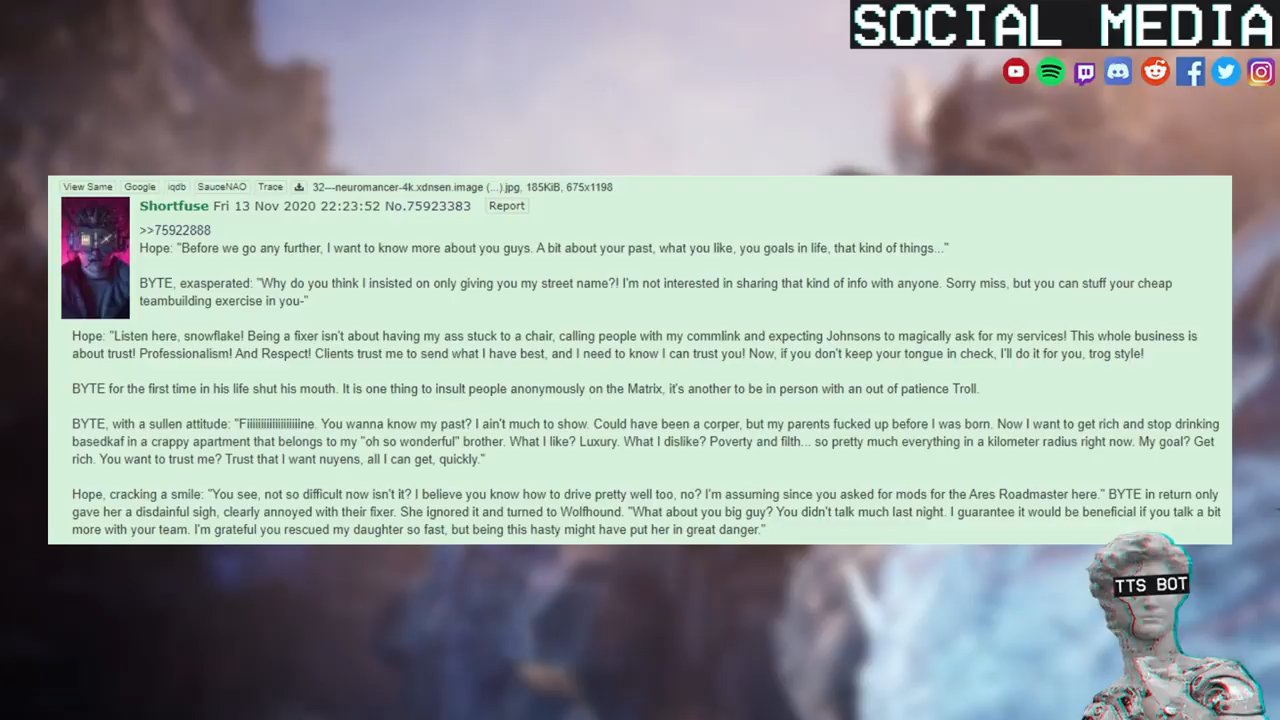 SOCIAL MEDIA
View Same Google iqdb SauceNAO Trace 32---neuromancer-4k.xdnsen.image (...).jpg, 185KiB, 675x1198
Shortfuse Fri 13 Nov 2020 22:23:52 No.75923383 Report
>>75922888
Hope: "Before we go any further, I want to know more about you guys. A bit about your past, what you like, you goals in life, that kind of things..."
BYTE, exasperated: "Why do you think I insisted on only giving you my street name?! I'm not interested in sharing that kind of info with anyone. Sorry miss, but you can stuff your cheap
teambuilding exercise in you-"
Hope: "Listen here, snowflake! Being a fixer isn't about having my ass stuck to a chair, calling people with my commlink and expecting Johnsons to magically ask for my services! This whole business is
about trust! Professionalism! And Respect! Clients trust me to send what I have best, and I need to know I can trust you! Now, if you don't keep your tongue in check, I'll do it for you, trog style!
BYTE for the first time in his life shut his mouth. It is one thing to insult people anonymously on the Matrix, it's another to be in person with an out of patience Troll.
BYTE, with a sullen attitude: "Fiiiiiiiiiiiiiiiiiiine. You wanna know my past? I ain't much to show. Could have been a corper, but my parents fucked up before I was born. Now I want to get rich and stop drinking
basedkaf in a crappy apartment that belongs to my "oh so wonderful" brother. What I like? Luxury. What I dislike? Poverty and filth... so pretty much everything in a kilometer radius right now. My goal? Get
rich. You want to trust me? Trust that I want nuyens, all I can get, quickly."
Hope, cracking a smile: "You see, not so difficult now isn't it? I believe you know how to drive pretty well too, no? I'm assuming since you asked for mods for the Ares Roadmaster here." BYTE in return only
gave her a disdainful sigh, clearly annoyed with their fixer. She ignored it and turned to Wolfhound. "What about you big guy? You didn't talk much last night. I guarantee it would be beneficial if you talk a bit
more with your team. I'm grateful you rescued my daughter so fast, but being this hasty might have put her in great danger."
TTS BOT